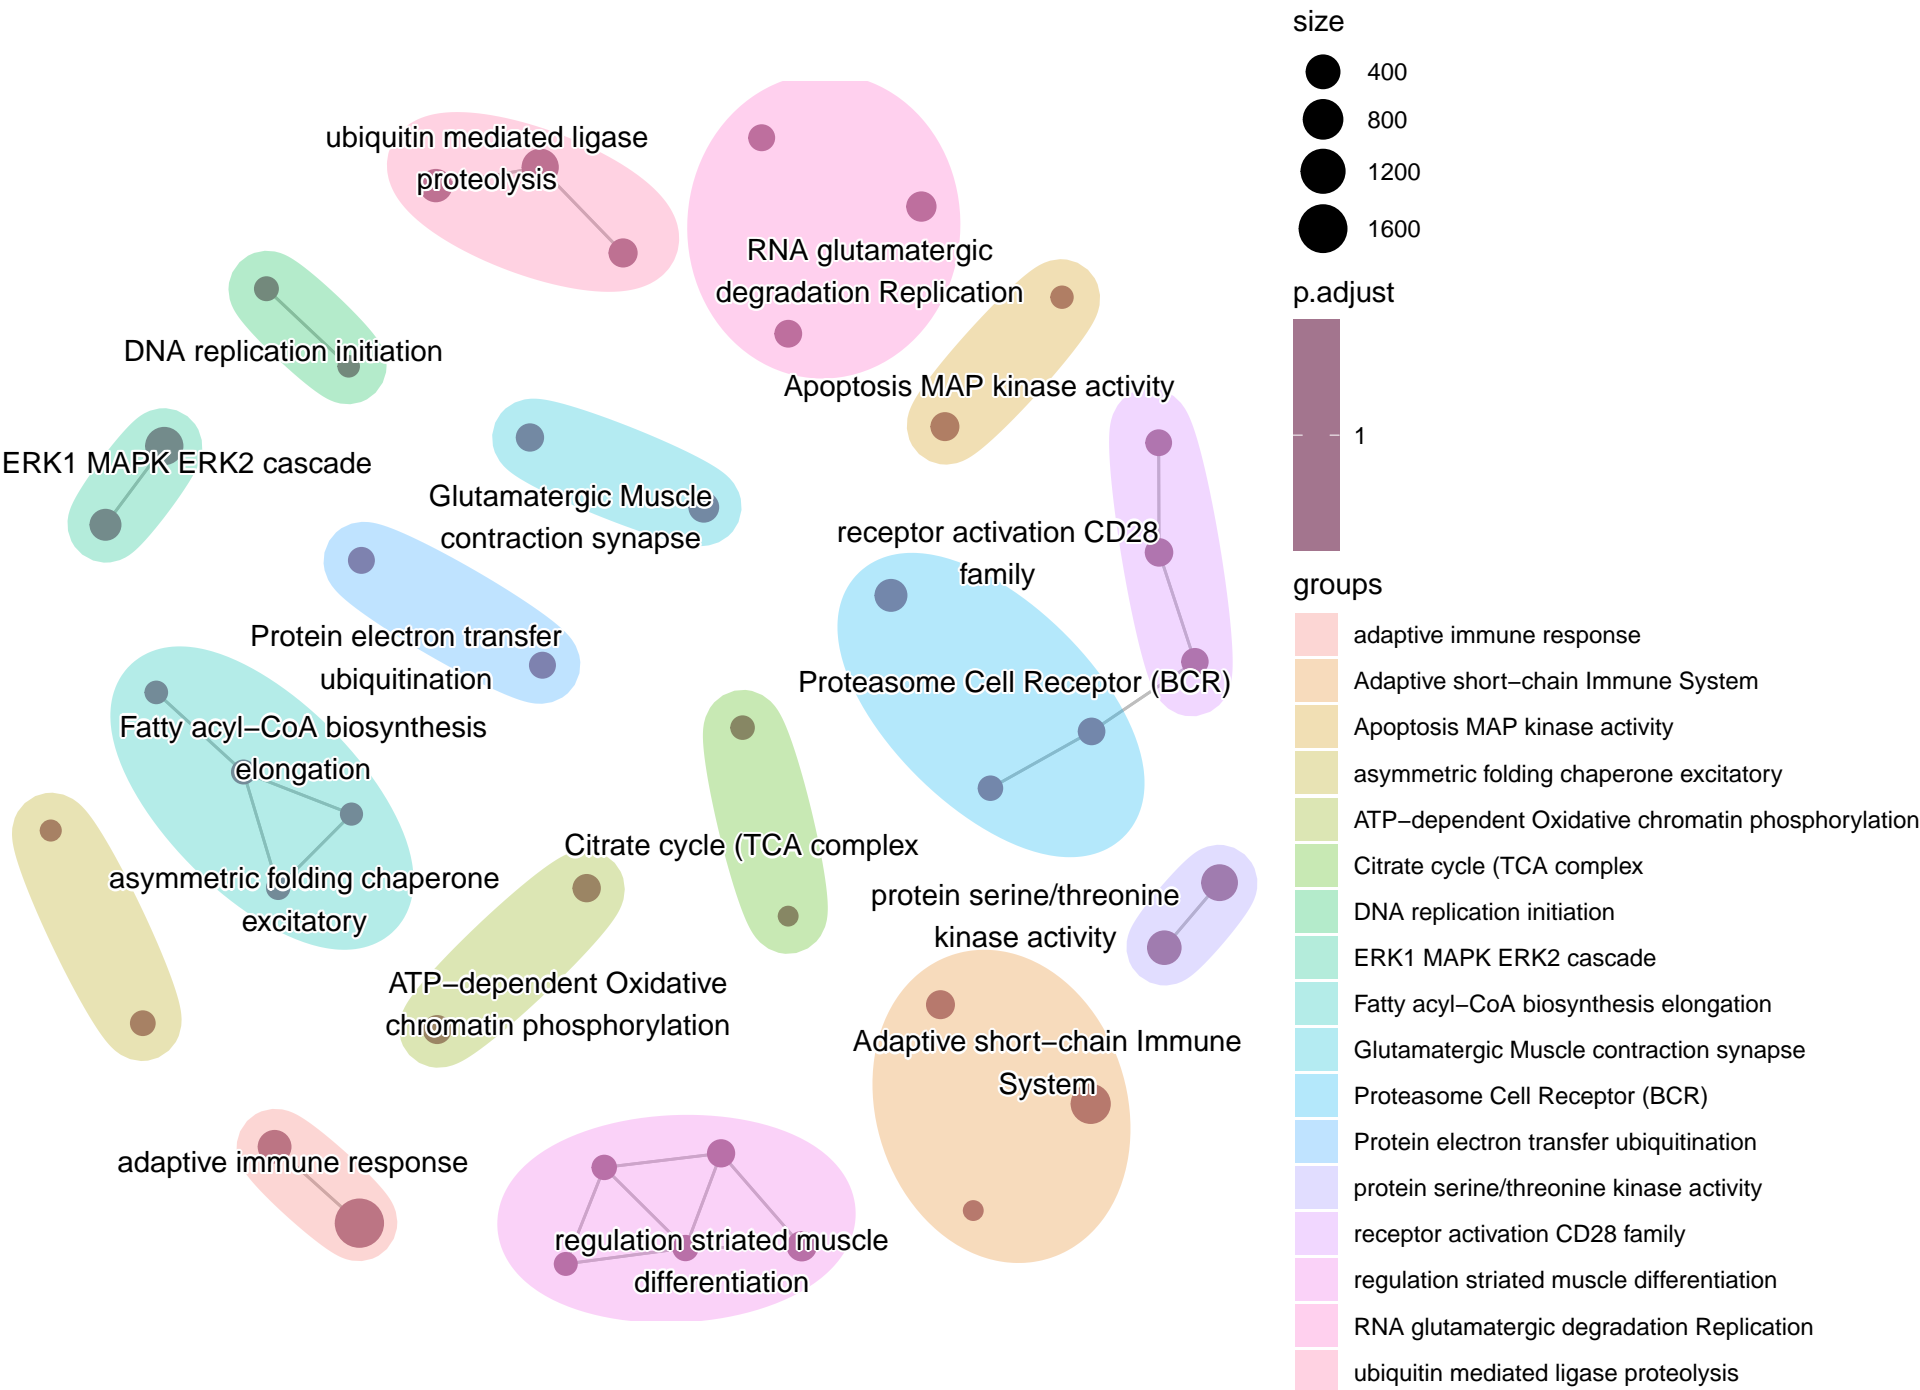 ubiquitin mediated ligase
proteolysis
RNA glutamatergic
degradation Replication
DNA replication initiation
Apoptosis MAP kinase activity
ERK1 MAPK ERK2 cascade
Glutamatergic Muscle
contraction synapse
receptor activation CD28
family
Protein electron transfer
ubiquitination
Proteasome Cell Receptor (BCR)
Fatty acyl−CoA biosynthesis
elongation
Citrate cycle (TCA complex
asymmetric folding chaperone
excitatory
protein serine/threonine
kinase activity
ATP−dependent Oxidative
chromatin phosphorylation
Adaptive short−chain Immune
System
adaptive immune response
regulation striated muscle
differentiation
size
400
800
1200
1600
p.adjust
1
groups
adaptive immune response
Adaptive short−chain Immune System
Apoptosis MAP kinase activity
asymmetric folding chaperone excitatory
ATP−dependent Oxidative chromatin phosphorylation
Citrate cycle (TCA complex
DNA replication initiation
ERK1 MAPK ERK2 cascade
Fatty acyl−CoA biosynthesis elongation
Glutamatergic Muscle contraction synapse
Proteasome Cell Receptor (BCR)
Protein electron transfer ubiquitination
protein serine/threonine kinase activity
receptor activation CD28 family
regulation striated muscle differentiation
RNA glutamatergic degradation Replication
ubiquitin mediated ligase proteolysis